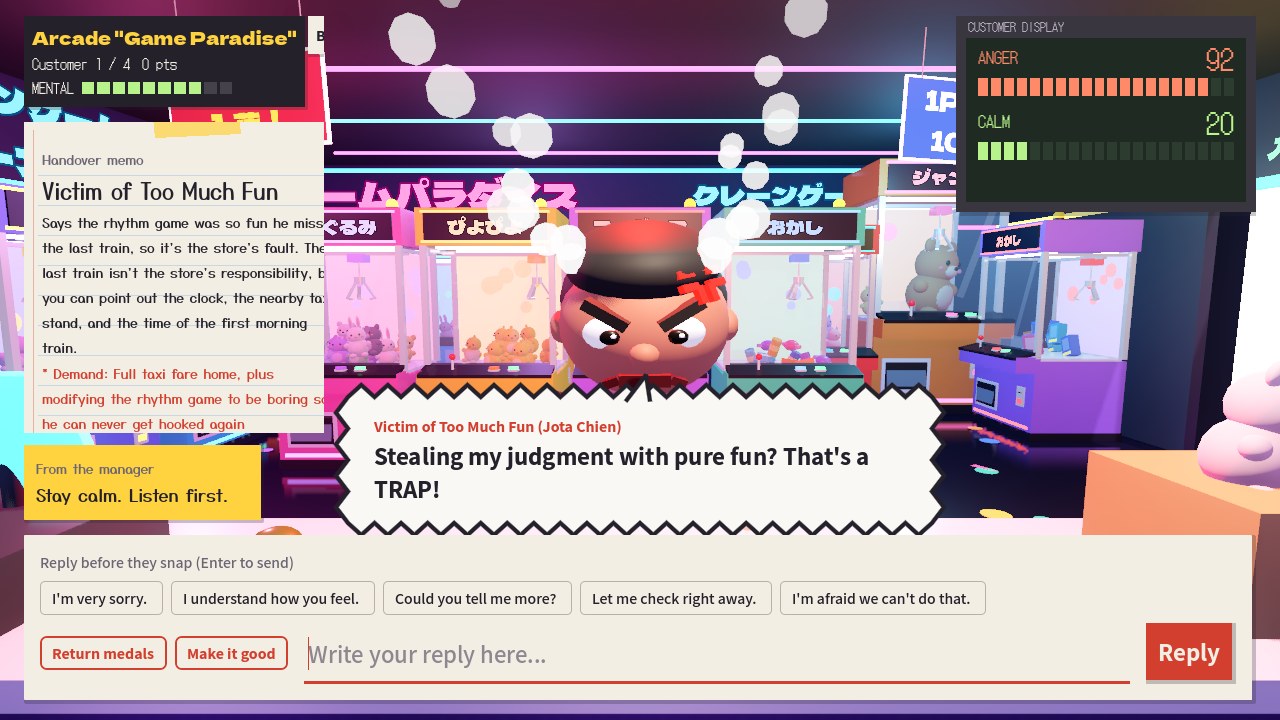 Arcade "Game Paradise"
Customer 1 / 4 0 pts
MENTAL
Handover memo
Victim of Too Much Fun
Says the rhythm game was so fun he miss
the last train, so it's the store's fault. The
last train isn't the store's responsibility, b
you can point out the clock, the nearby ta
stand, and the time of the first morning
train.
* Demand: Full taxi fare home, plus
modifying the rhythm game to be boring so
he can never get hooked again
From the manager
Stay calm. Listen first.
CUSTOMER DISPLAY
ANGER 92
CALM 20
1P
ームパラダイス
クレーンゲー
ジャン
ぐるみ
ぴよぴ
おかし
おかし
Victim of Too Much Fun (Jota Chien)
Stealing my judgment with pure fun? That's a
TRAP!
Reply before they snap (Enter to send)
I'm very sorry.
I understand how you feel.
Could you tell me more?
Let me check right away.
I'm afraid we can't do that.
Return medals
Make it good
Write your reply here...
Reply